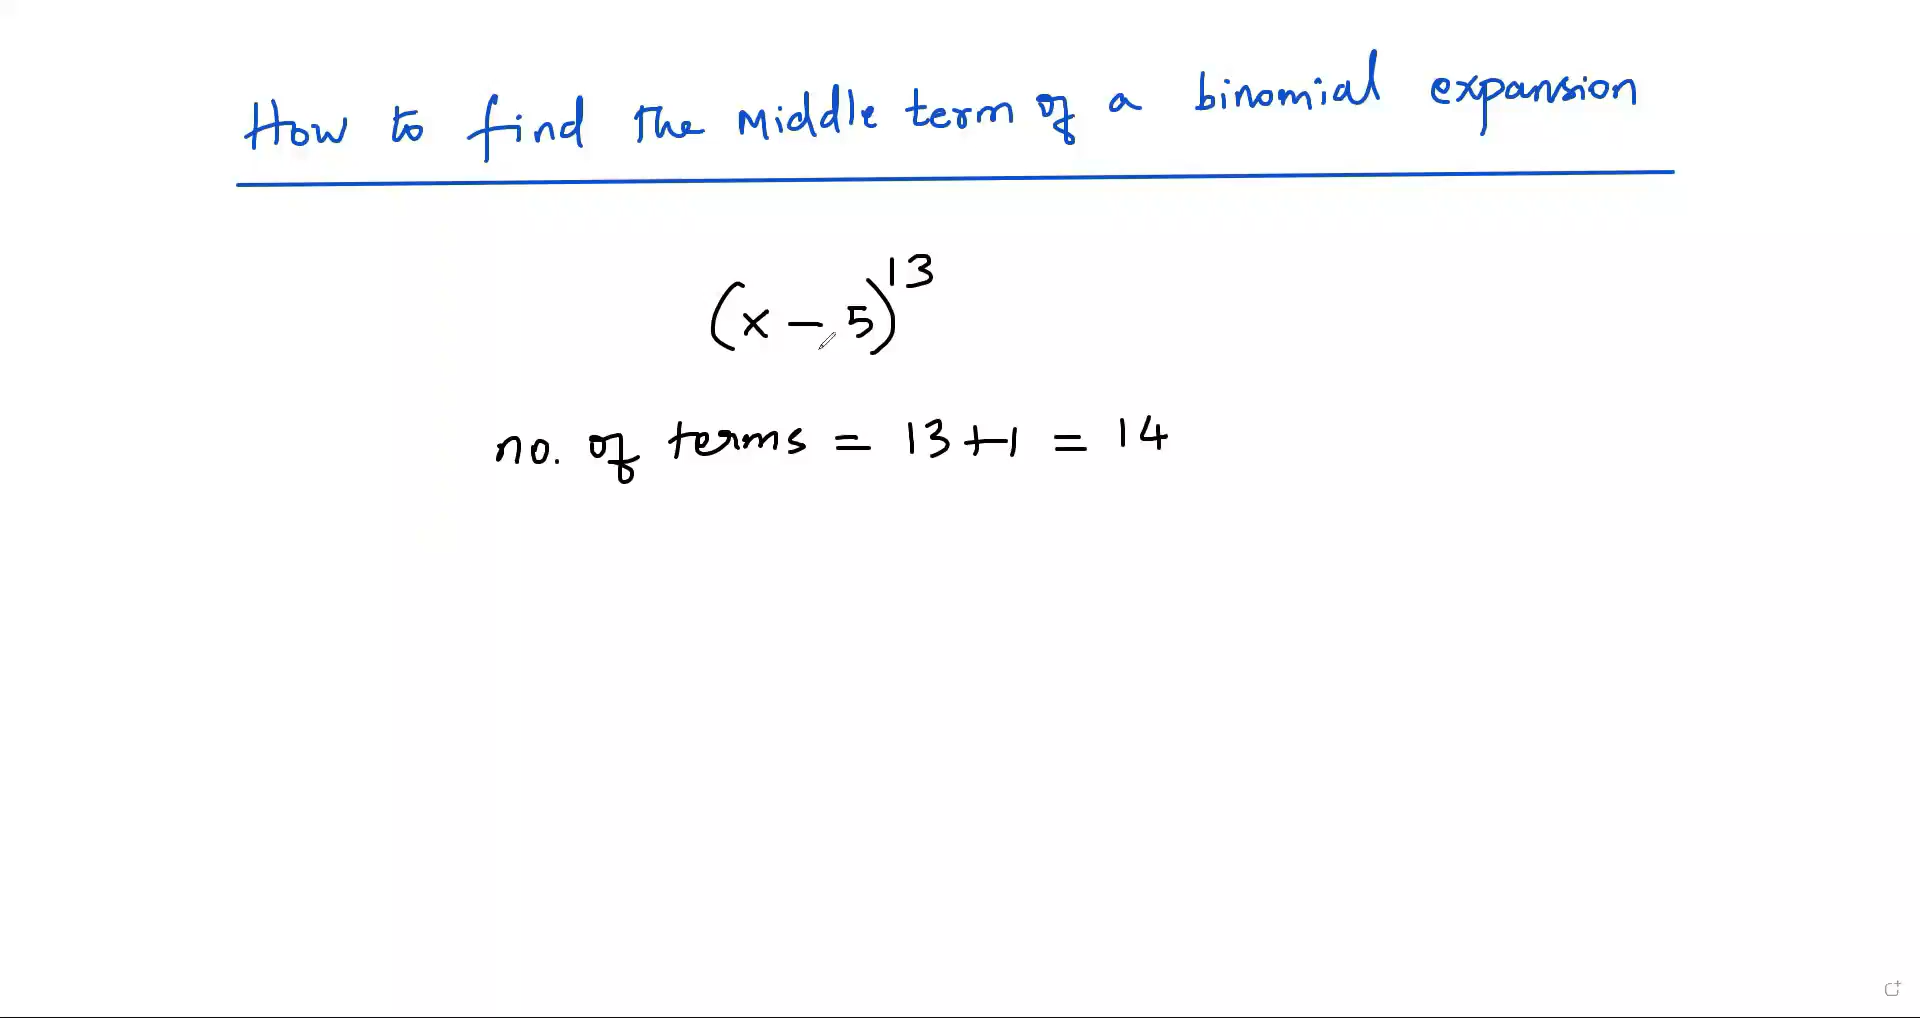 How to find the Middle term of a binomial expansion
(x – 5)¹³
no. of terms = 13+1 = 14